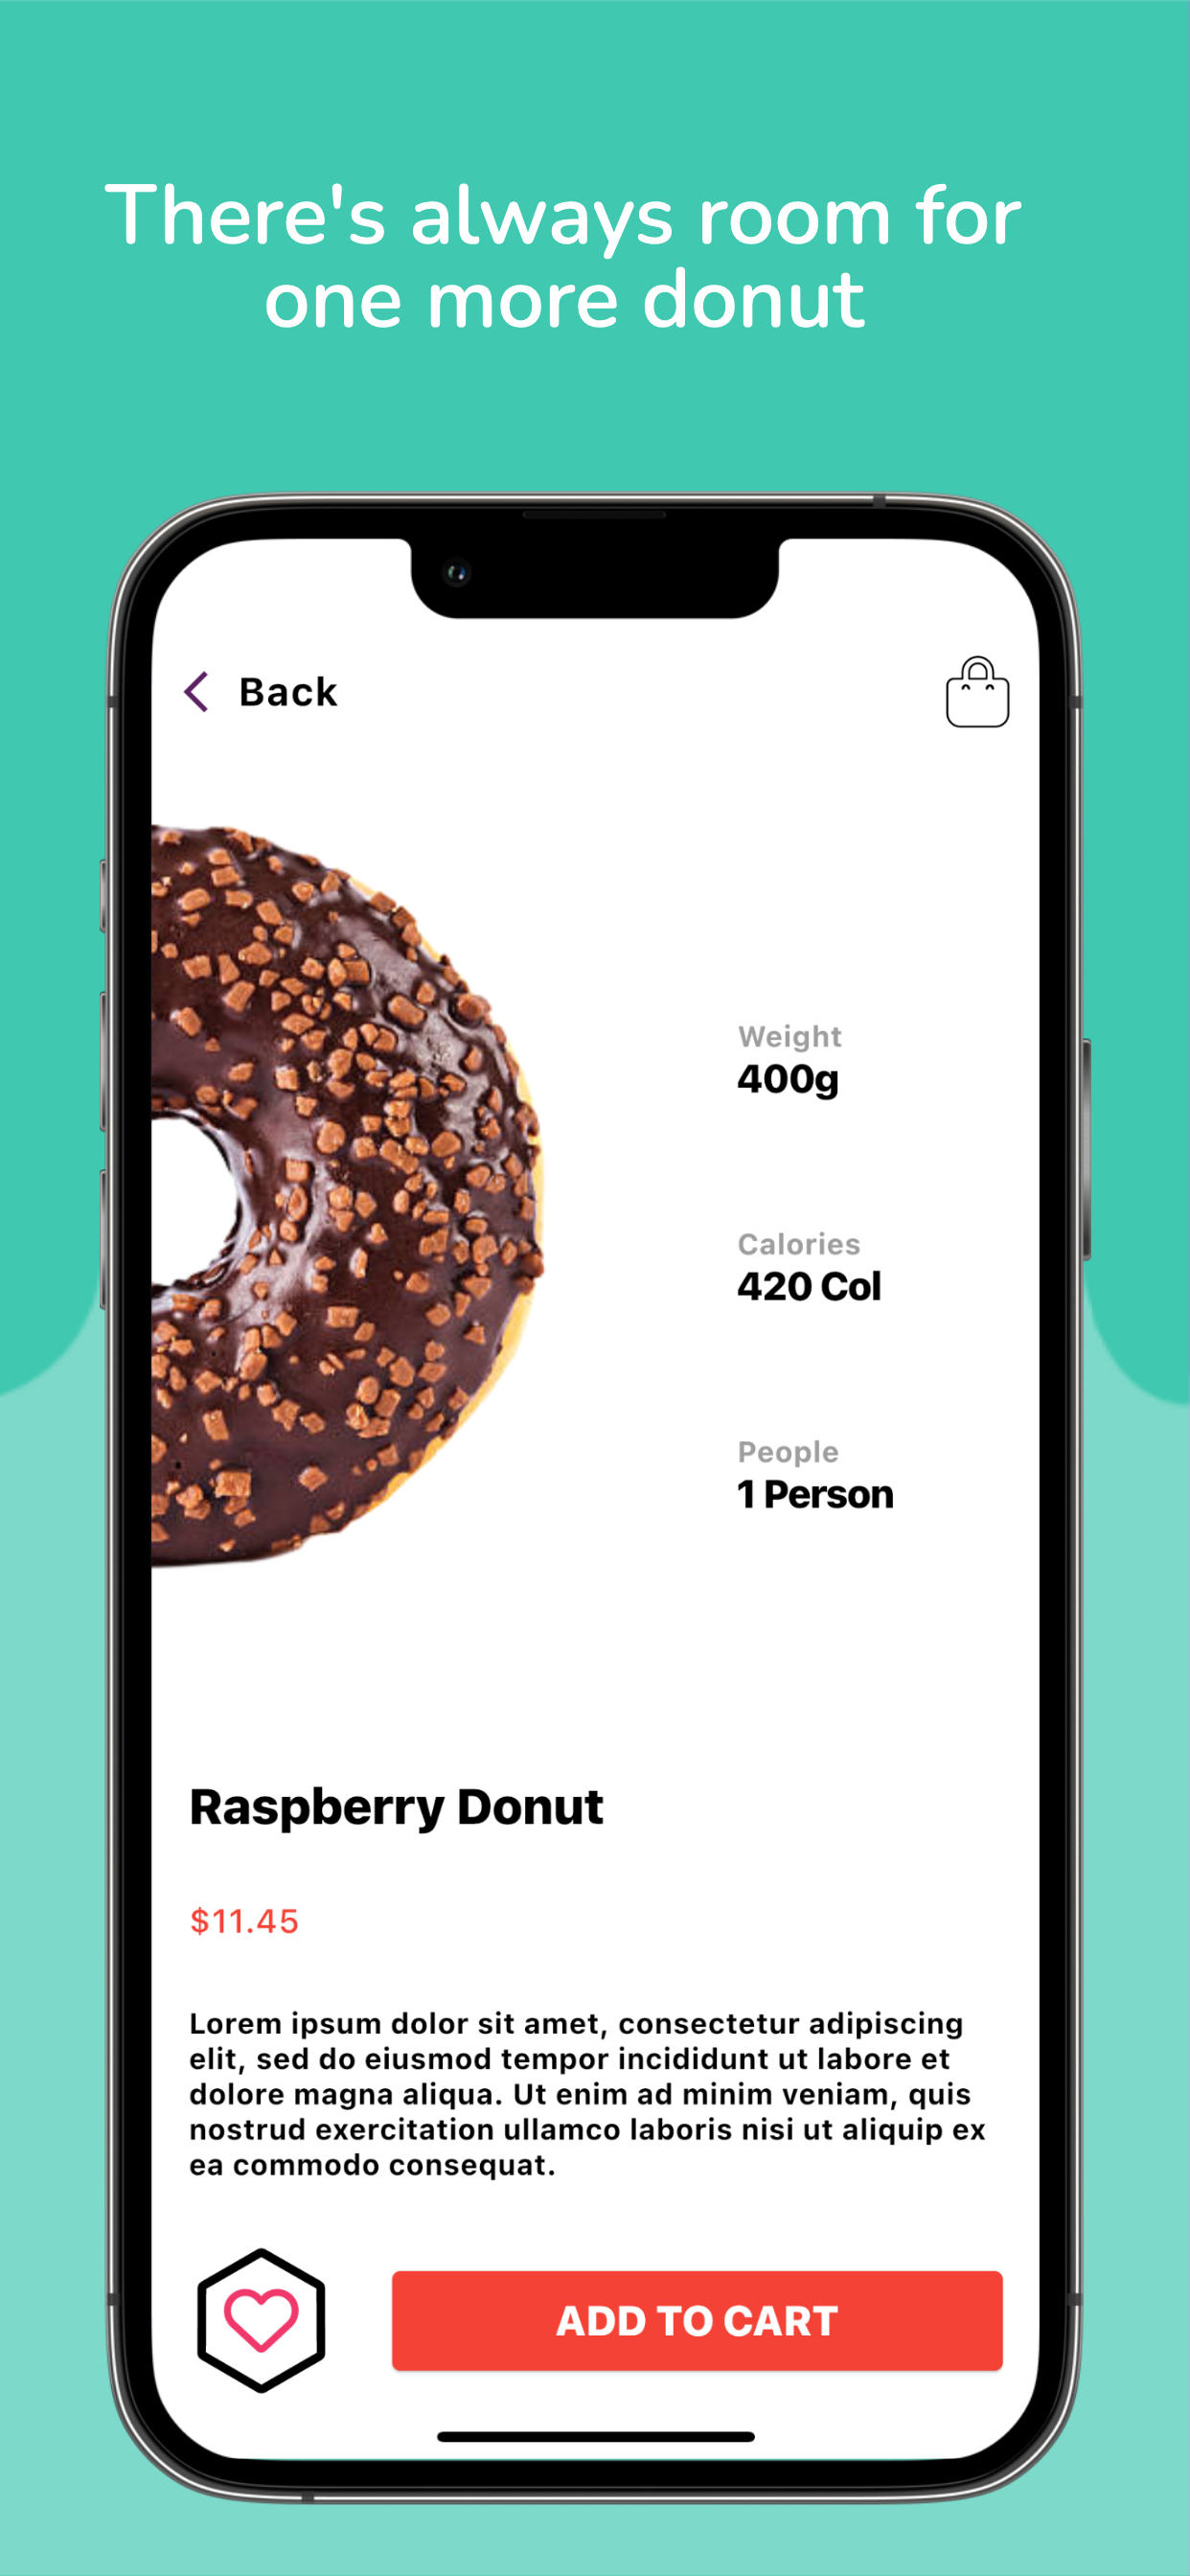 There's always room for
one more donut
Back
Weight
400g
Calories
420 Col
People
1 Person
Raspberry Donut
$11.45
Lorem ipsum dolor sit amet, consectetur adipiscing
elit, sed do eiusmod tempor incididunt ut labore et
dolore magna aliqua. Ut enim ad minim veniam, quis
nostrud exercitation ullamco laboris nisi ut aliquip ex
ea commodo consequat.
ADD TO CART